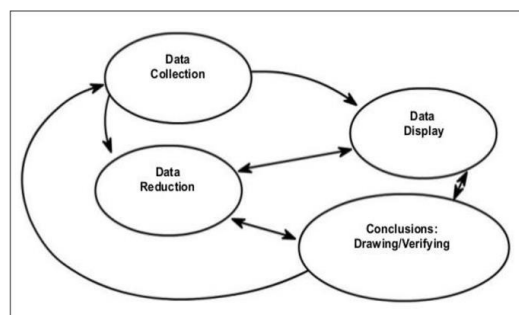 Data
Collection
Data
Display
Data
Reduction
Conclusions:
Drawing/Verifying